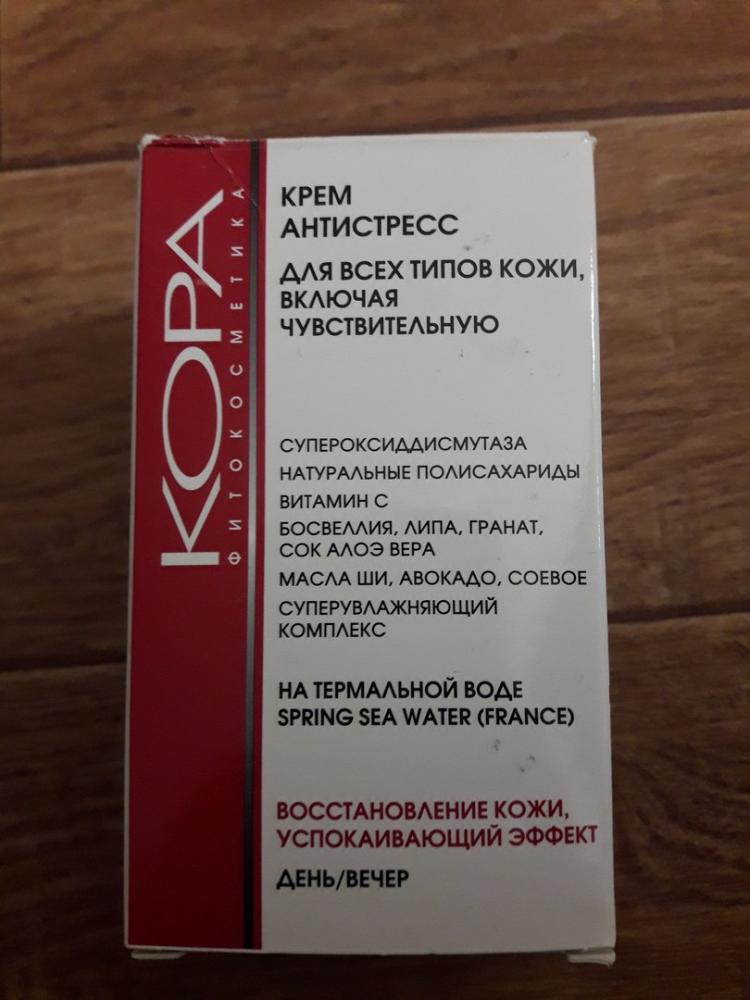 КОРА
ФИТОКОСМЕТИКА
КРЕМ
АНТИСТРЕСС
ДЛЯ ВСЕХ ТИПОВ КОЖИ,
ВКЛЮЧАЯ
ЧУВСТВИТЕЛЬНУЮ
СУПЕРОКСИДДИСМУТАЗА
НАТУРАЛЬНЫЕ ПОЛИСАХАРИДЫ
ВИТАМИН С
БОСВЕЛЛИЯ, ЛИПА, ГРАНАТ,
СОК АЛОЭ ВЕРА
МАСЛА ШИ, АВОКАДО, СОЕВОЕ
СУПЕРУВЛАЖНЯЮЩИЙ
КОМПЛЕКС
НА ТЕРМАЛЬНОЙ ВОДЕ
SPRING SEA WATER (FRANCE)
ВОССТАНОВЛЕНИЕ КОЖИ,
УСПОКАИВАЮЩИЙ ЭФФЕКТ
ДЕНЬ/ВЕЧЕР